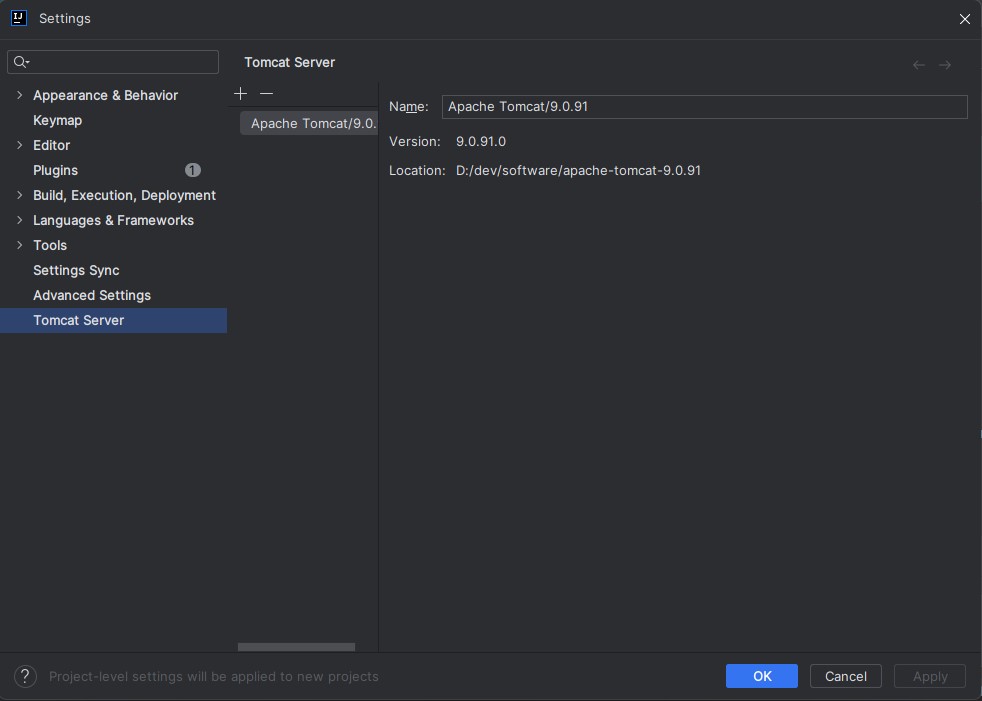 Settings
Tomcat Server
Appearance & Behavior
Keymap
Editor
Plugins 1
Build, Execution, Deployment
Languages & Frameworks
Tools
Settings Sync
Advanced Settings
Tomcat Server
Apache Tomcat/9.0.
Name: Apache Tomcat/9.0.91
Version: 9.0.91.0
Location: D:/dev/software/apache-tomcat-9.0.91
? Project-level settings will be applied to new projects
OK Cancel Apply